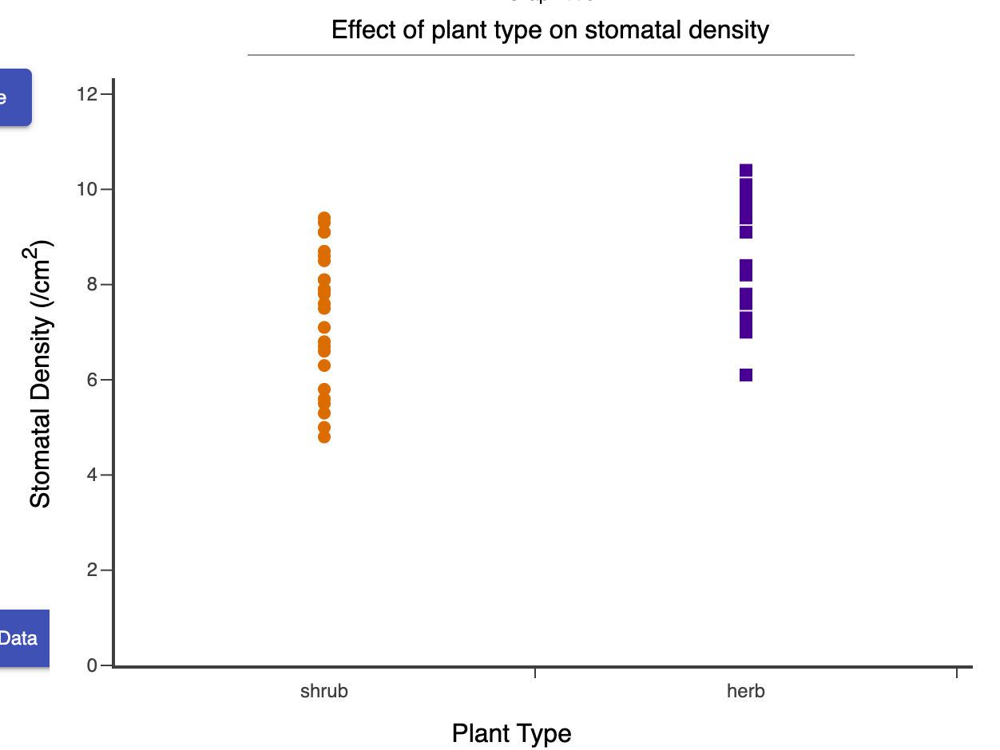 Effect of plant type on stomatal density
e
12
10
8
6
4
2
0
Stomatal Density (/cm²)
Data
shrub
herb
Plant Type